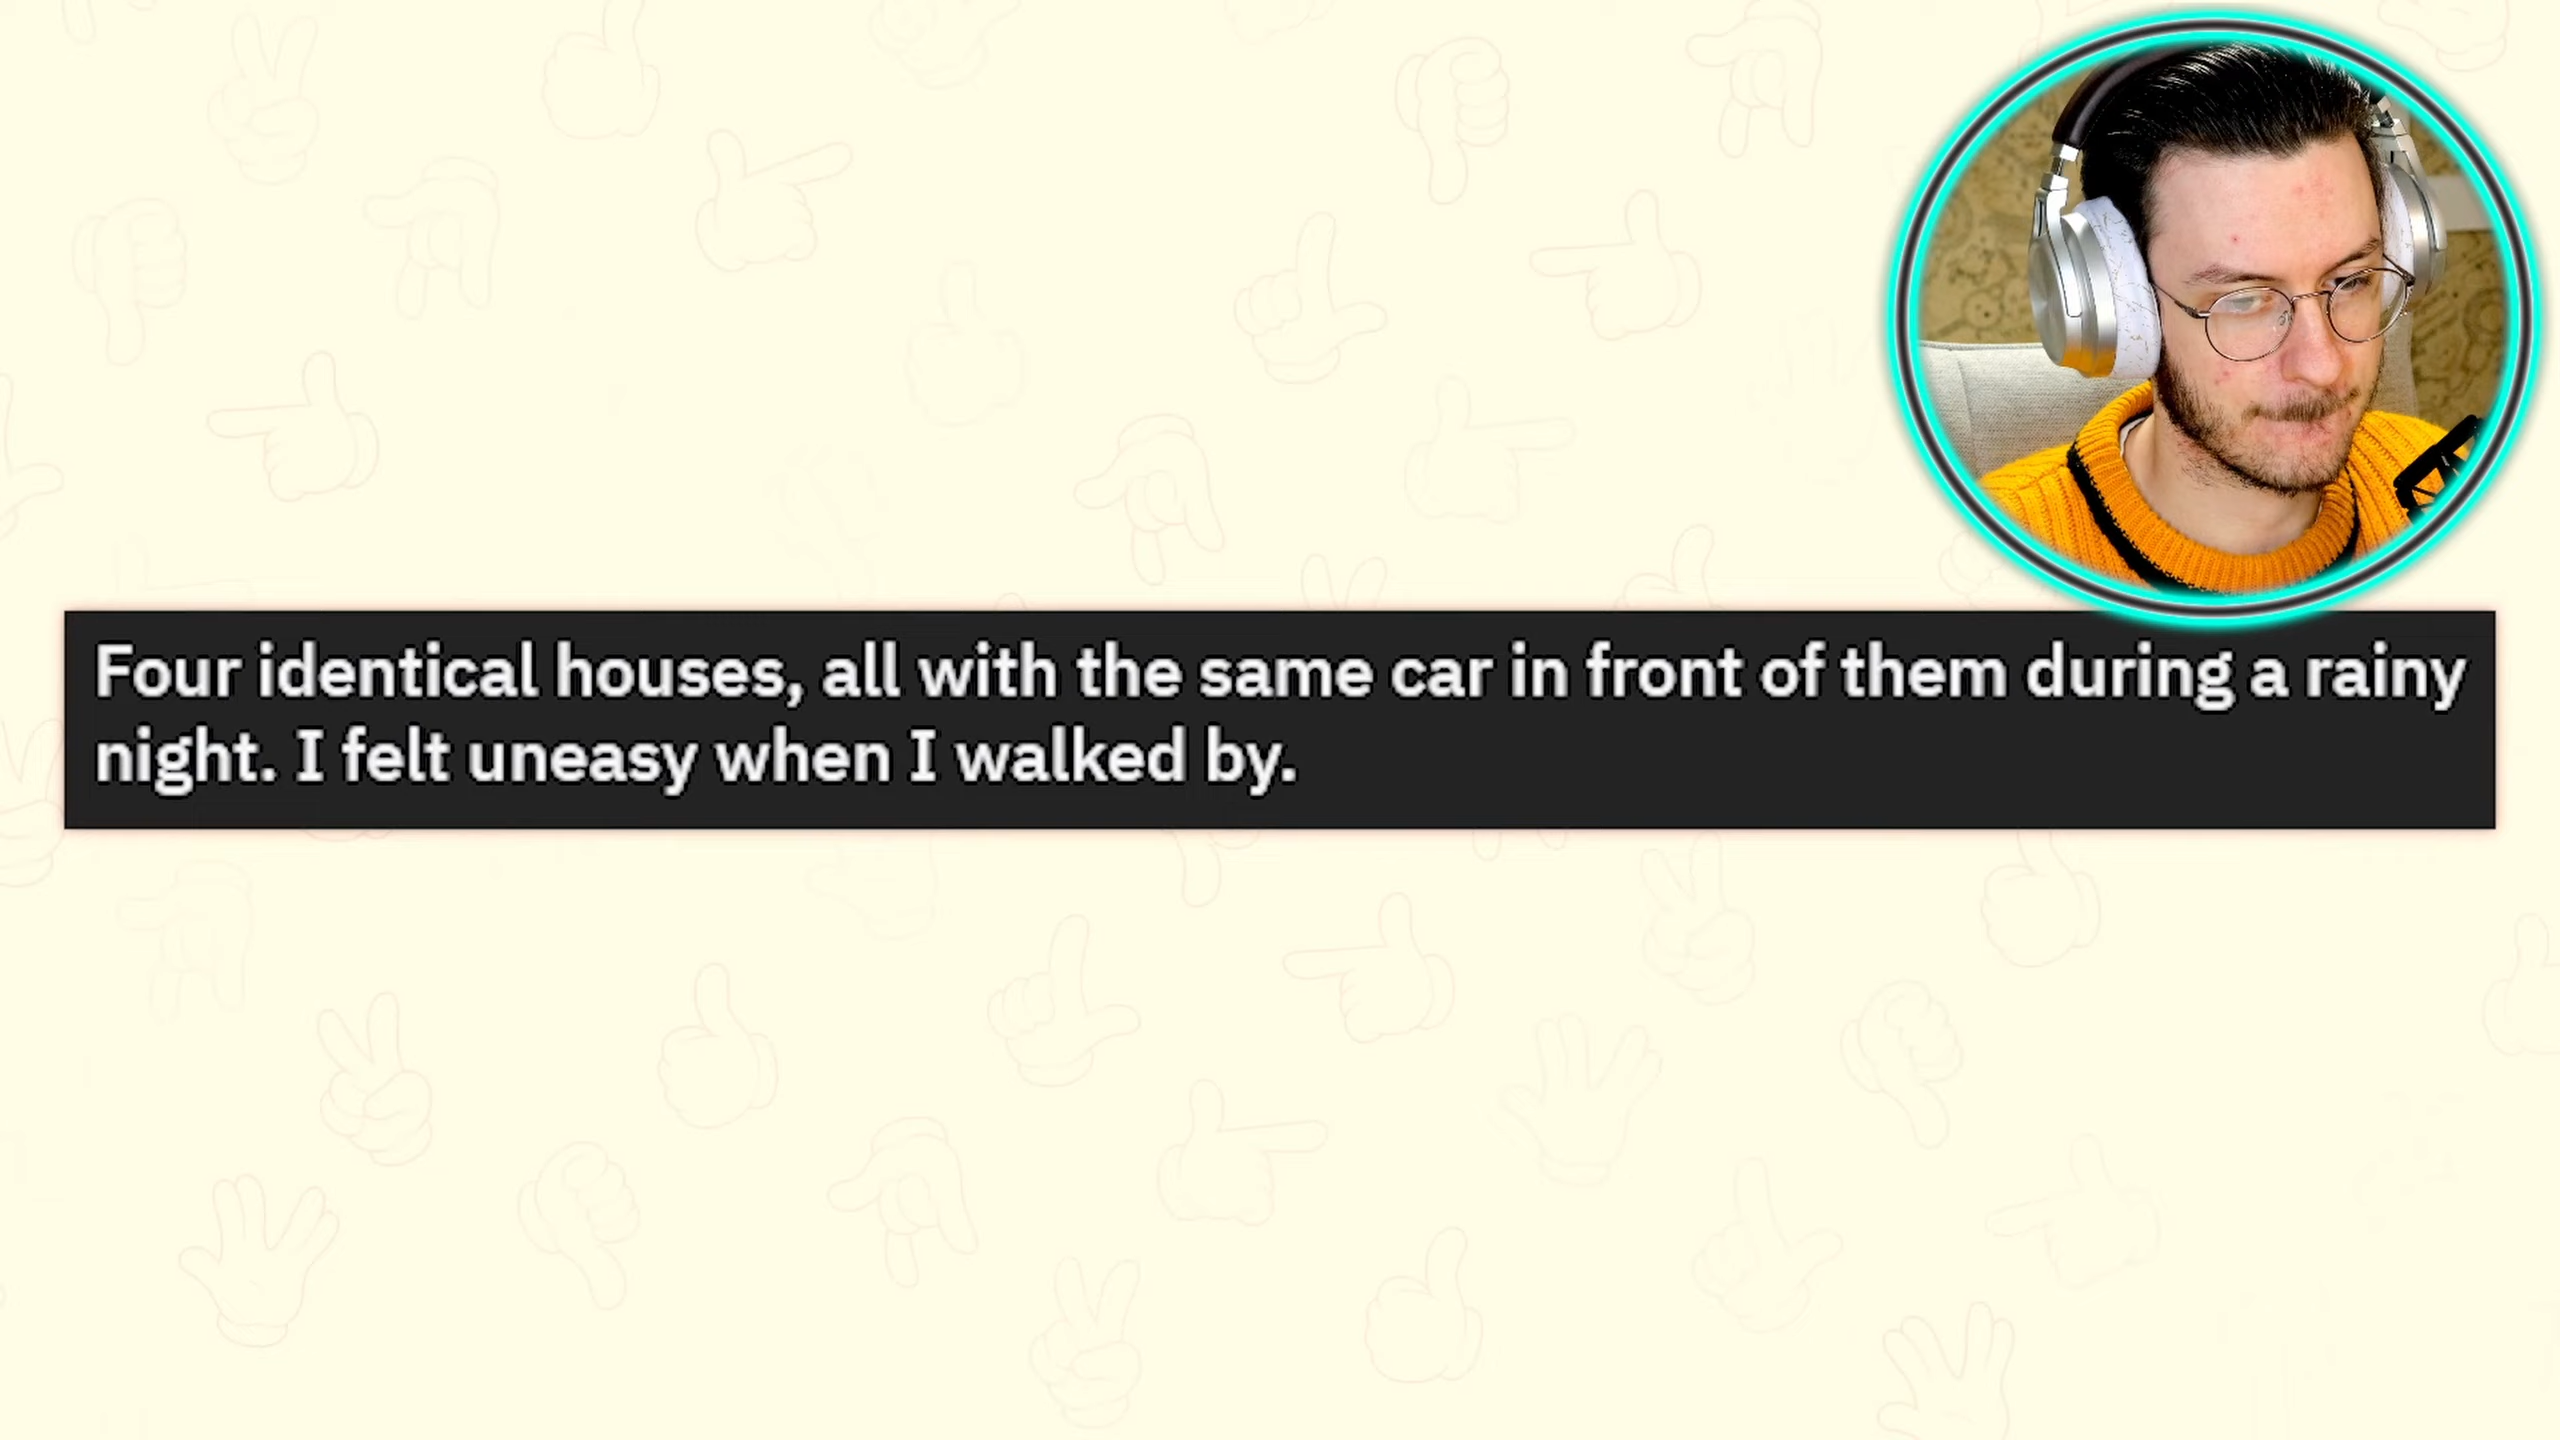 Four identical houses, all with the same car in front of them during a rainy
night. I felt uneasy when I walked by.